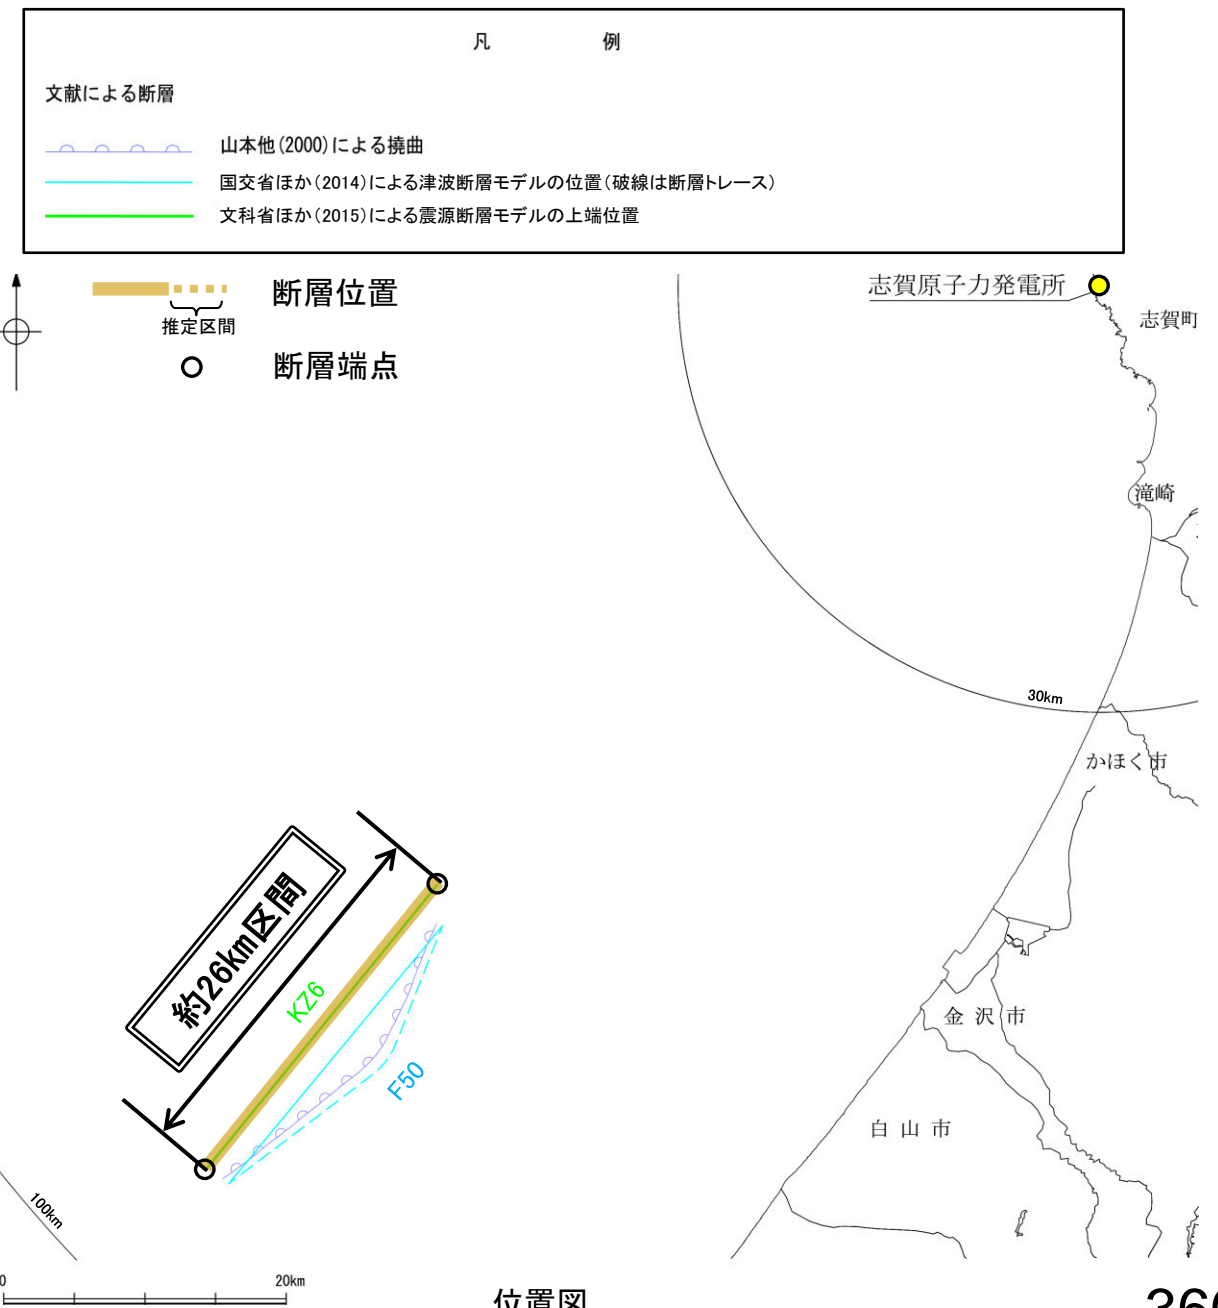 凡 例
文献による断層
山本他(2000)による撓曲
国交省ほか(2014)による津波断層モデルの位置(破線は断層トレース)
文科省ほか(2015)による震源断層モデルの上端位置
断層位置
推定区間
断層端点
志賀原子力発電所
志賀町
滝崎
30km
かほく市
約26km区間
KZ6
F50
金沢市
白山市
100km
0
20km
位置図